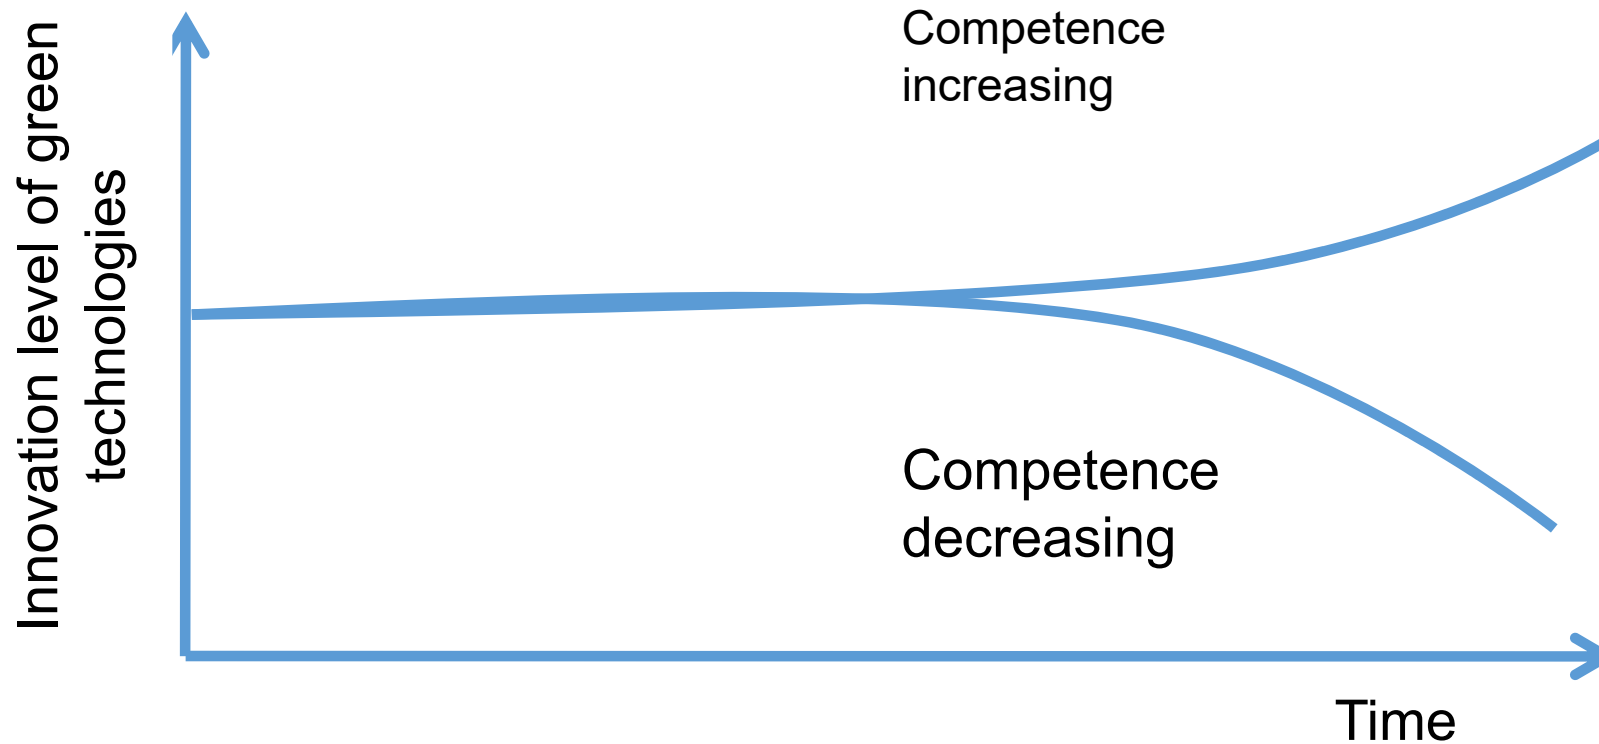 Innovation level of green
technologies
Competence
increasing
Competence
decreasing
Time